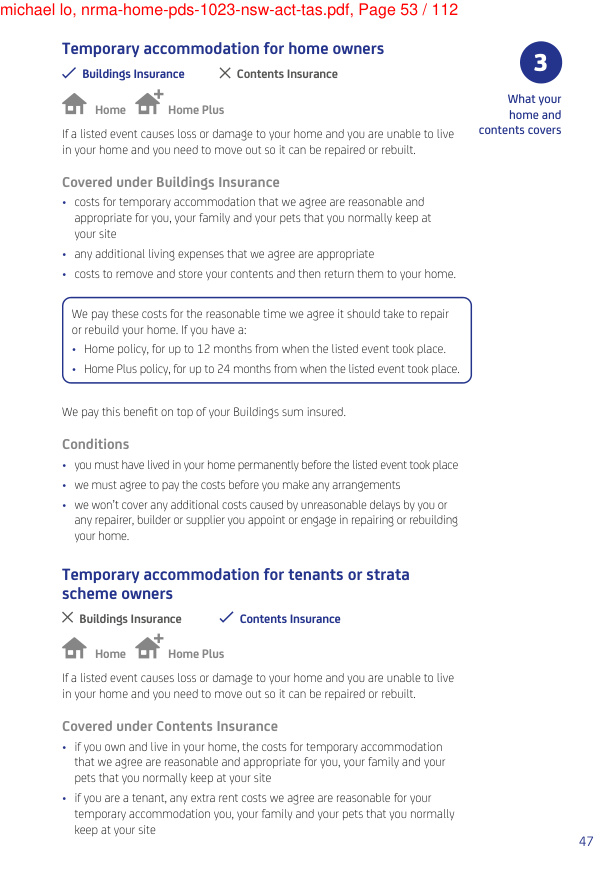 michael lo, nrma-home-pds-1023-nsw-act-tas.pdf, Page 53 / 112
Temporary accommodation for home owners
Buildings Insurance Contents Insurance
Home Home Plus
If a listed event causes loss or damage to your home and you are unable to live
in your home and you need to move out so it can be repaired or rebuilt.
Covered under Buildings Insurance
• costs for temporary accommodation that we agree are reasonable and
appropriate for you, your family and your pets that you normally keep at
your site
• any additional living expenses that we agree are appropriate
• costs to remove and store your contents and then return them to your home.
We pay these costs for the reasonable time we agree it should take to repair
or rebuild your home. If you have a:
• Home policy, for up to 12 months from when the listed event took place.
• Home Plus policy, for up to 24 months from when the listed event took place.
We pay this benefit on top of your Buildings sum insured.
Conditions
• you must have lived in your home permanently before the listed event took place
• we must agree to pay the costs before you make any arrangements
• we won't cover any additional costs caused by unreasonable delays by you or
any repairer, builder or supplier you appoint or engage in repairing or rebuilding
your home.
Temporary accommodation for tenants or strata
scheme owners
Buildings Insurance Contents Insurance
Home Home Plus
If a listed event causes loss or damage to your home and you are unable to live
in your home and you need to move out so it can be repaired or rebuilt.
Covered under Contents Insurance
• if you own and live in your home, the costs for temporary accommodation
that we agree are reasonable and appropriate for you, your family and your
pets that you normally keep at your site
• if you are a tenant, any extra rent costs we agree are reasonable for your
temporary accommodation you, your family and your pets that you normally
keep at your site
3
What your
home and
contents covers
47